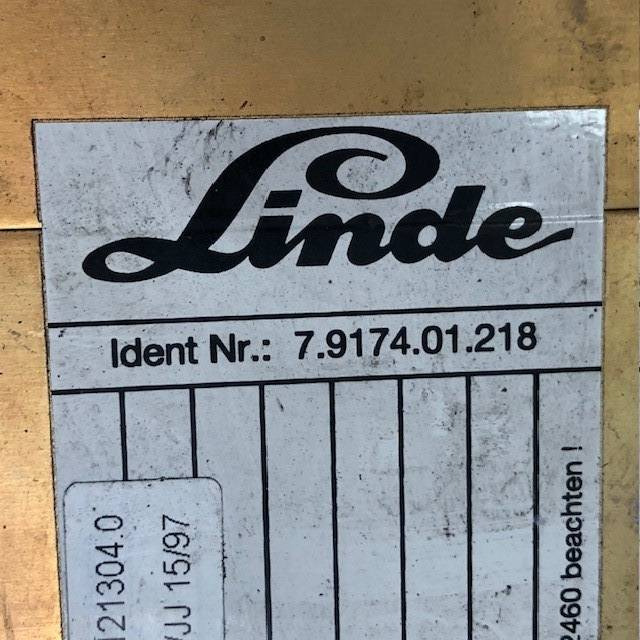 Linde
Ident Nr.: 7.9174.01.218
121304.0
/JJ 15/97
2460 beachten !